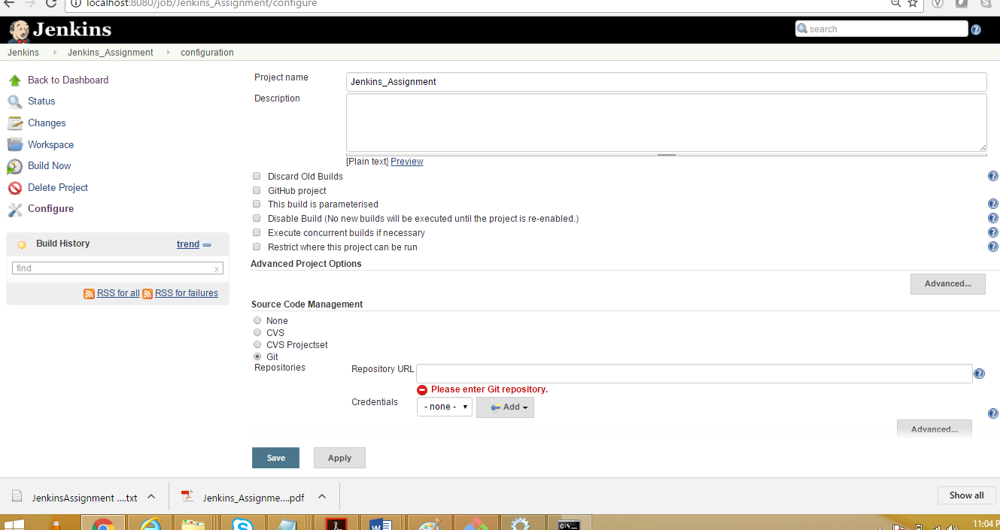 localhost:8080/job/Jenkins_Assignment/configure
Jenkins
search
Jenkins Jenkins_Assignment configuration
Back to Dashboard
Status
Changes
Workspace
Build Now
Delete Project
Configure
Build History trend
find x
RSS for all RSS for failures
Project name Jenkins_Assignment
Description
[Plain text] Preview
Discard Old Builds
GitHub project
This build is parameterised
Disable Build (No new builds will be executed until the project is re-enabled.)
Execute concurrent builds if necessary
Restrict where this project can be run
Advanced Project Options
Advanced...
Source Code Management
None
CVS
CVS Projectset
Git
Repositories Repository URL
Please enter Git repository.
Credentials - none - Add
Advanced...
Save Apply
JenkinsAssignment ....txt Jenkins_Assignme....pdf Show all
11:04 P